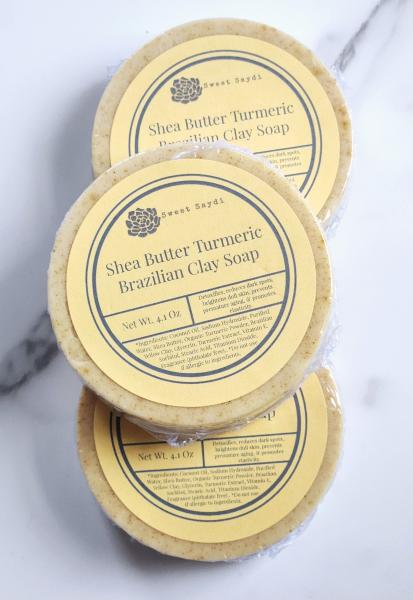 Sweet Saydi
Shea Butter Turmeric
Brazilian Clay Soap
Sweet Saydi
Shea Butter Turmeric
Brazilian Clay Soap
Net Wt. 4.1 Oz
Detoxifies, reduces dark spots,
brightens dull skin, prevents
premature aging, & promotes
elasticity.
*Ingredients: Coconut Oil, Sodium Hydroxide, Purified
Water, Shea Butter, Organic Turmeric Powder, Brazilian
Yellow Clay, Glycerin, Turmeric Extract, Vitamin E,
Sorbitol, Stearic Acid, Titanium Dioxide,
Fragrance (phthalate free). *Do not use
if allergic to ingredients.
Net Wt. 4.1 Oz
Detoxifies, reduces dark spots,
brightens dull skin, prevents
premature aging, & promotes
elasticity.
*Ingredients: Coconut Oil, Sodium Hydroxide, Purified
Water, Shea Butter, Organic Turmeric Powder, Brazilian
Yellow Clay, Glycerin, Turmeric Extract, Vitamin E,
Sorbitol, Stearic Acid, Titanium Dioxide,
Fragrance (phthalate free). *Do not use
if allergic to ingredients.